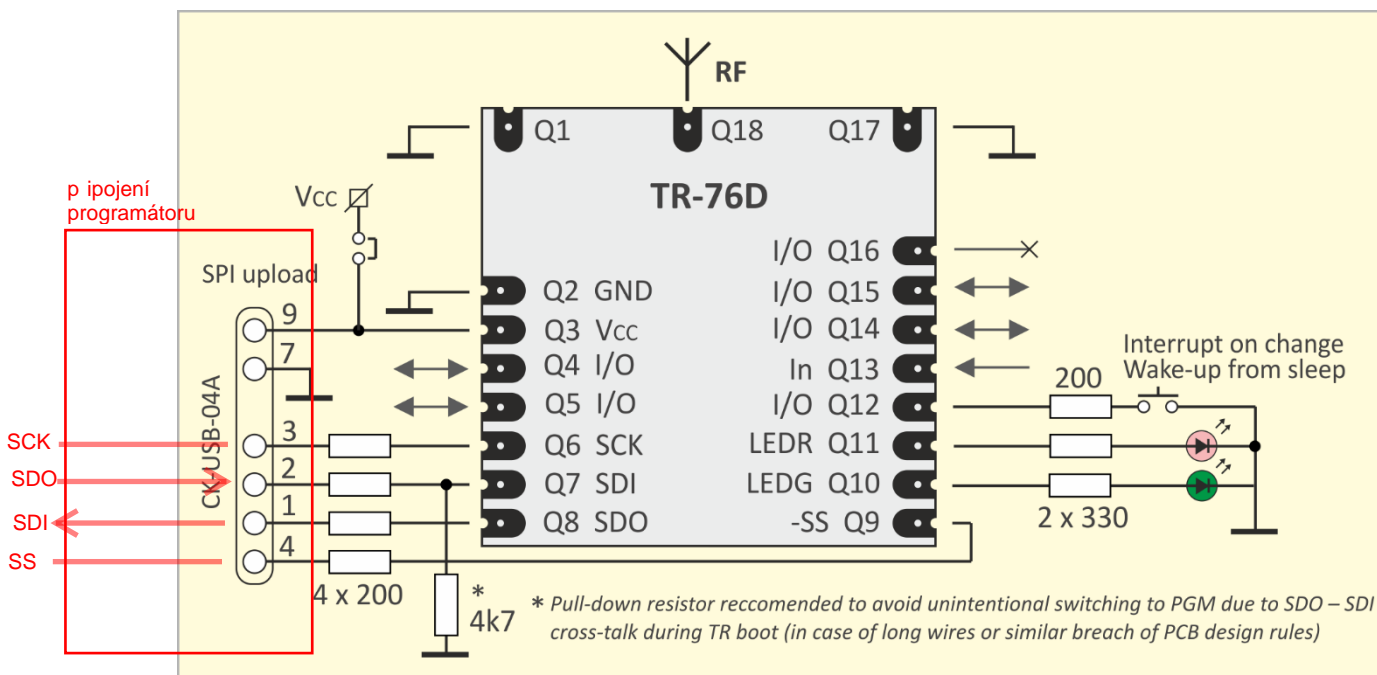 RF
Q1
Q18
Q17
p ipojení
programátoru
Vcc
TR-76D
I/O Q16
SPI upload
9
Q2 GND
I/O Q15
Q3 Vcc
I/O Q14
7
Q4 I/O
In Q13
Interrupt on change
Wake-up from sleep
200
Q5 I/O
I/O Q12
CK-USB-04A
SCK
3
Q6 SCK
LEDR Q11
SDO
2
Q7 SDI
LEDG Q10
SDI
1
Q8 SDO
-SS Q9
2 x 330
SS
4
4 x 200
*
4k7
* Pull-down resistor reccomended to avoid unintentional switching to PGM due to SDO – SDI
cross-talk during TR boot (in case of long wires or similar breach of PCB design rules)